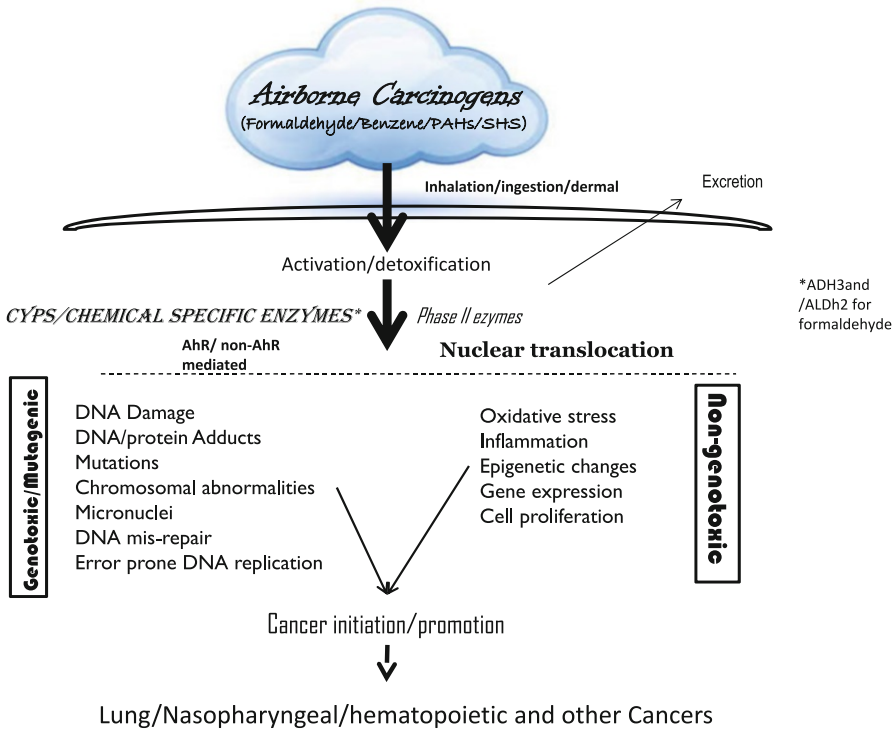 Airborne Carcinogens
(Formaldehyde/Benzene/PAHs/SHS)
Inhalation/ingestion/dermal
Excretion
Activation/detoxification
*ADH3and
/ALDh2 for
formaldehyde
CYPS/CHEMICAL SPECIFIC ENZYMES*
Phase II ezymes
AhR/ non-AhR
mediated
Nuclear translocation
Genotoxic/Mutagenic
DNA Damage
DNA/protein Adducts
Mutations
Chromosomal abnormalities
Micronuclei
DNA mis-repair
Error prone DNA replication
Oxidative stress
Inflammation
Epigenetic changes
Gene expression
Cell proliferation
Non-genotoxic
Cancer initiation/promotion
Lung/Nasopharyngeal/hematopoietic and other Cancers